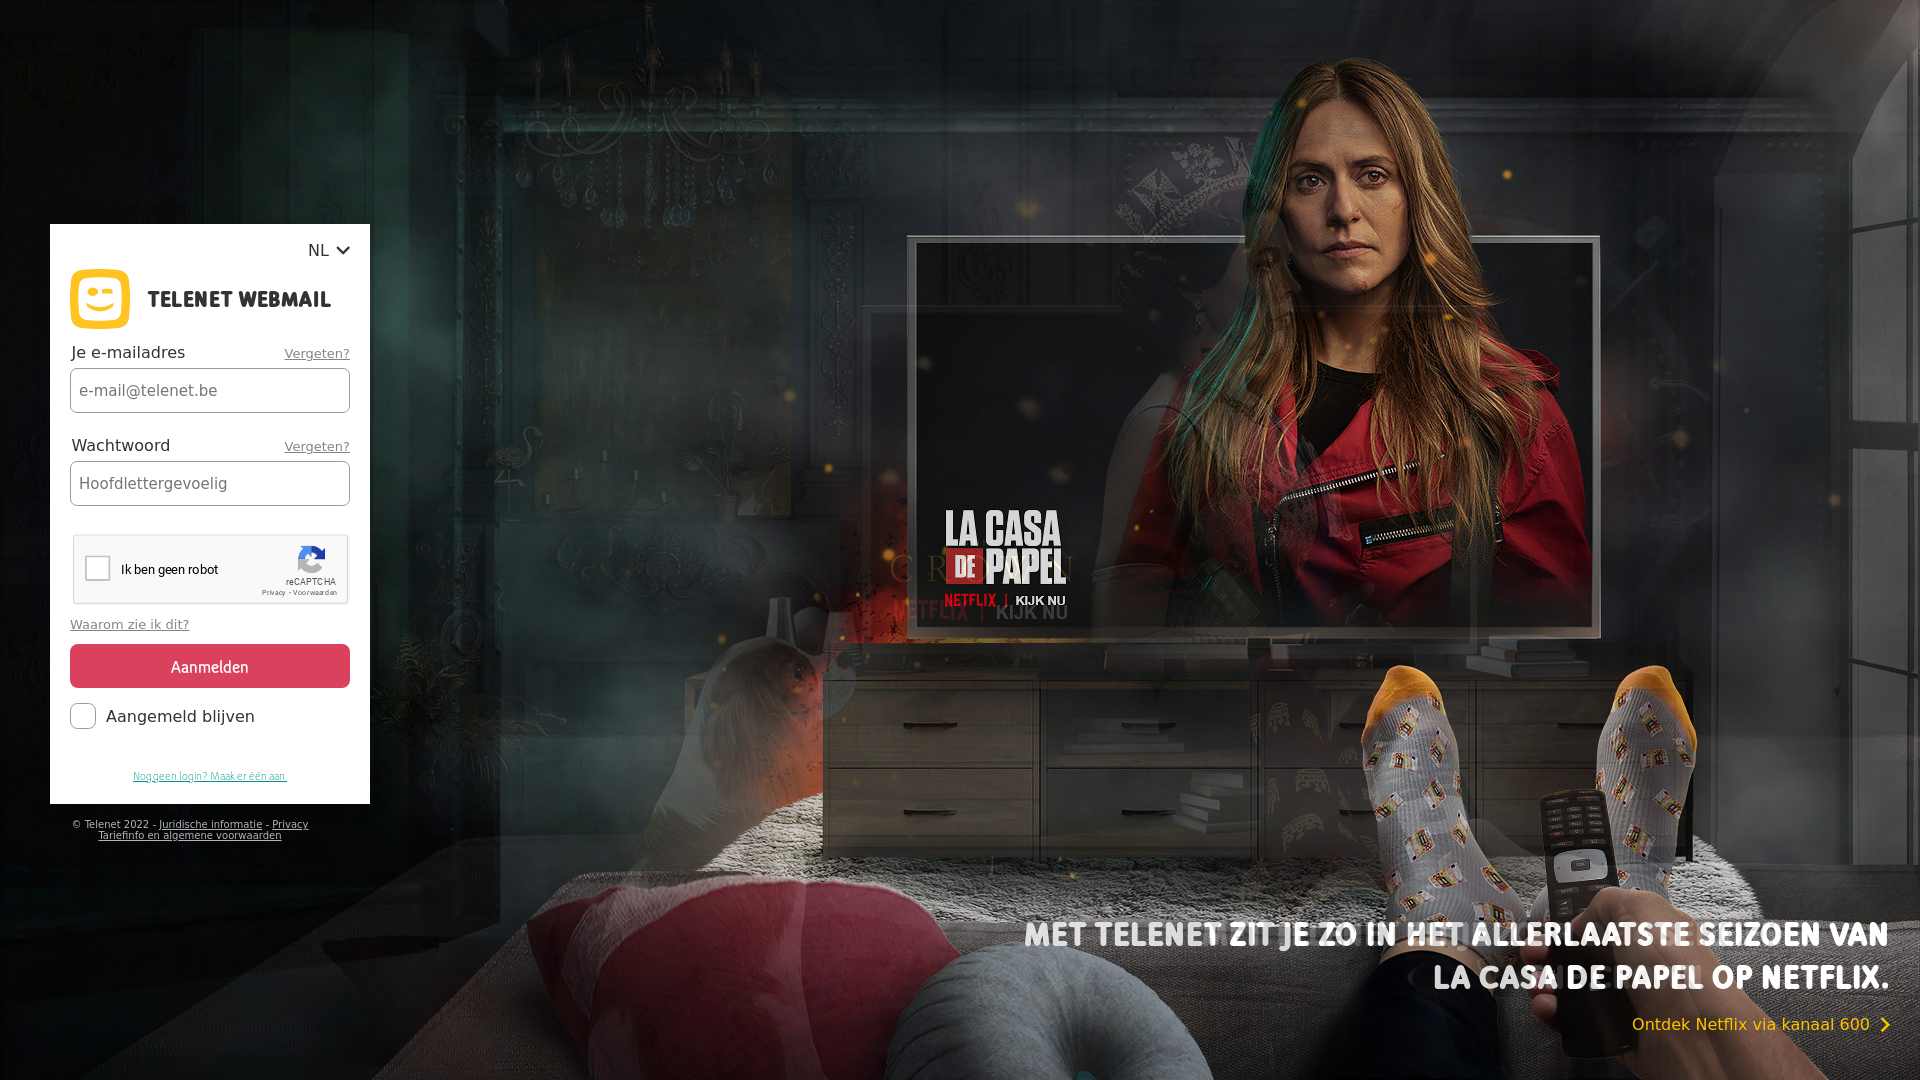 NL
TELENET WEBMAIL
Je e-mailadres
Vergeten?
e-mail@telenet.be
Wachtwoord
Vergeten?
Hoofdlettergevoelig
Ik ben geen robot
reCAPTCHA
Privacy - Voorwaarden
Waarom zie ik dit?
Aanmelden
Aangemeld blijven
Nog geen login? Maak er één aan.
© Telenet 2022 - Juridische informatie - Privacy
Tariefinfo en algemene voorwaarden
LA CASA
DE PAPEL
NETFLIX | KIJK NU
NETFLIX | KIJK NU
MET TELENET ZIT JE ZO IN HET ALLERLAATSTE SEIZOEN VAN
LA CASA DE PAPEL OP NETFLIX.
Ontdek Netflix via kanaal 600